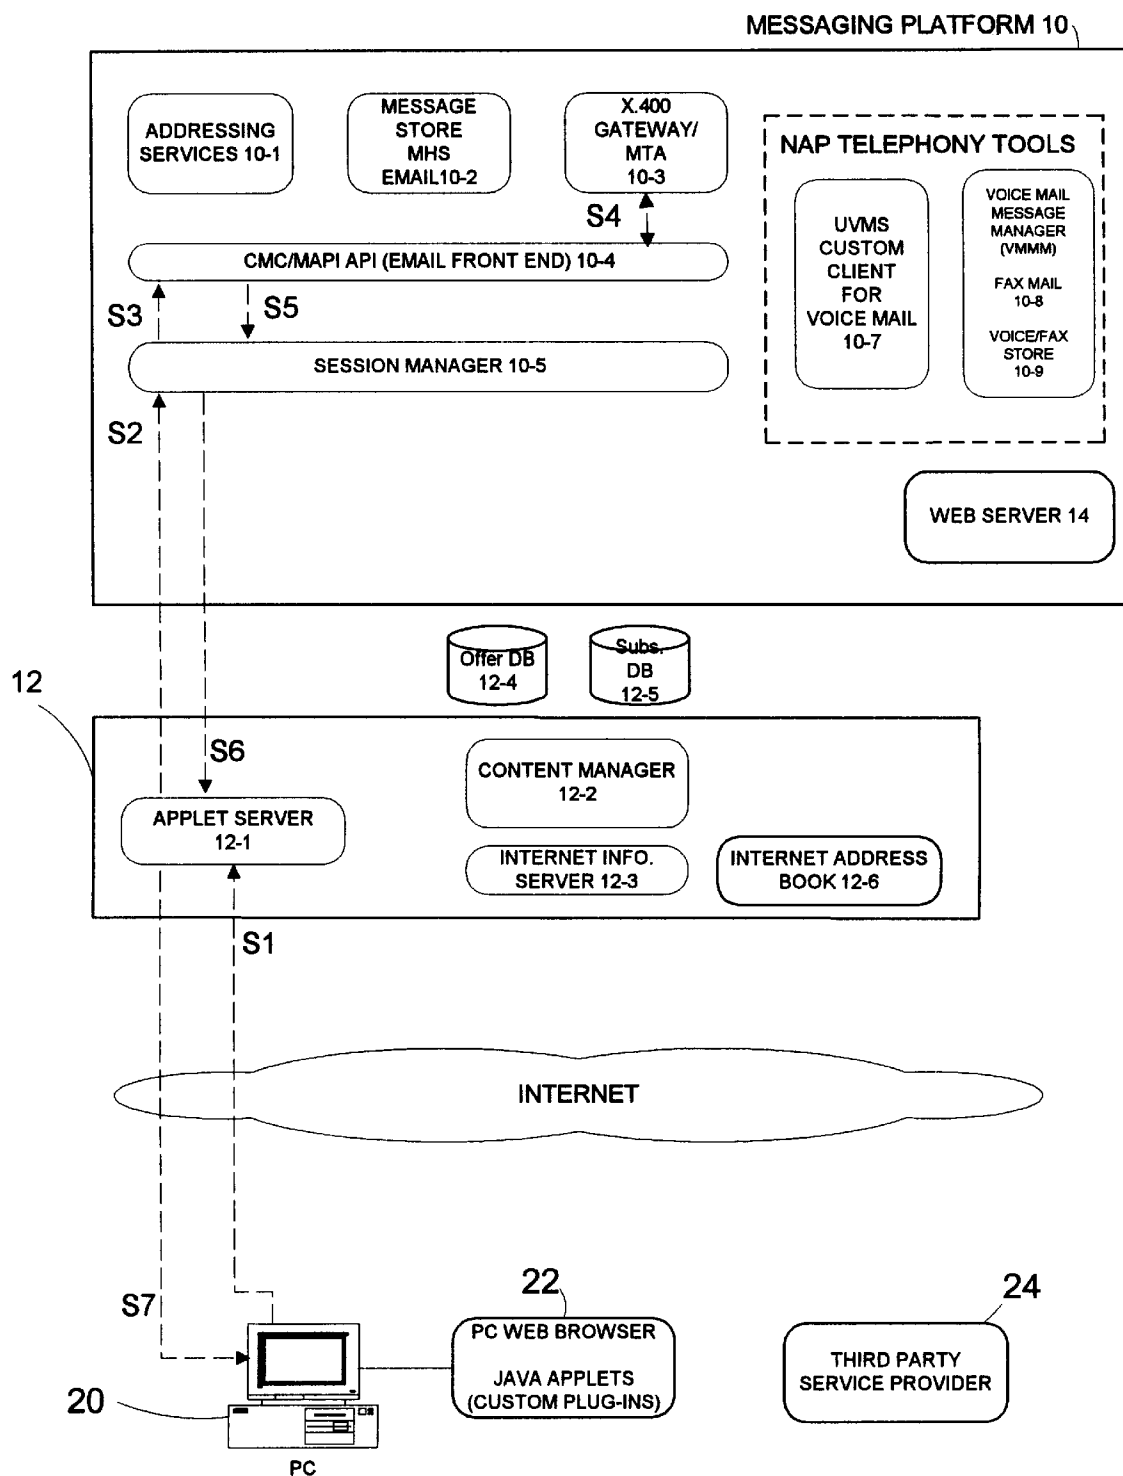 MESSAGING PLATFORM 10
ADDRESSING
SERVICES 10-1
MESSAGE
STORE
MHS
EMAIL10-2
X.400
GATEWAY/
MTA
10-3
NAP TELEPHONY TOOLS
UVMS
CUSTOM
CLIENT
FOR
VOICE MAIL
10-7
VOICE MAIL
MESSAGE
MANAGER
(VMMM)
FAX MAIL
10-8
VOICE/FAX
STORE
10-9
S4
CMC/MAPI API (EMAIL FRONT END) 10-4
S3
S5
SESSION MANAGER 10-5
S2
WEB SERVER 14
Offer DB
12-4
Subs.
DB
12-5
12
S6
CONTENT MANAGER
12-2
APPLET SERVER
12-1
INTERNET INFO.
SERVER 12-3
INTERNET ADDRESS
BOOK 12-6
S1
INTERNET
S7
22
24
PC WEB BROWSER
JAVA APPLETS
(CUSTOM PLUG-INS)
THIRD PARTY
SERVICE PROVIDER
20
PC